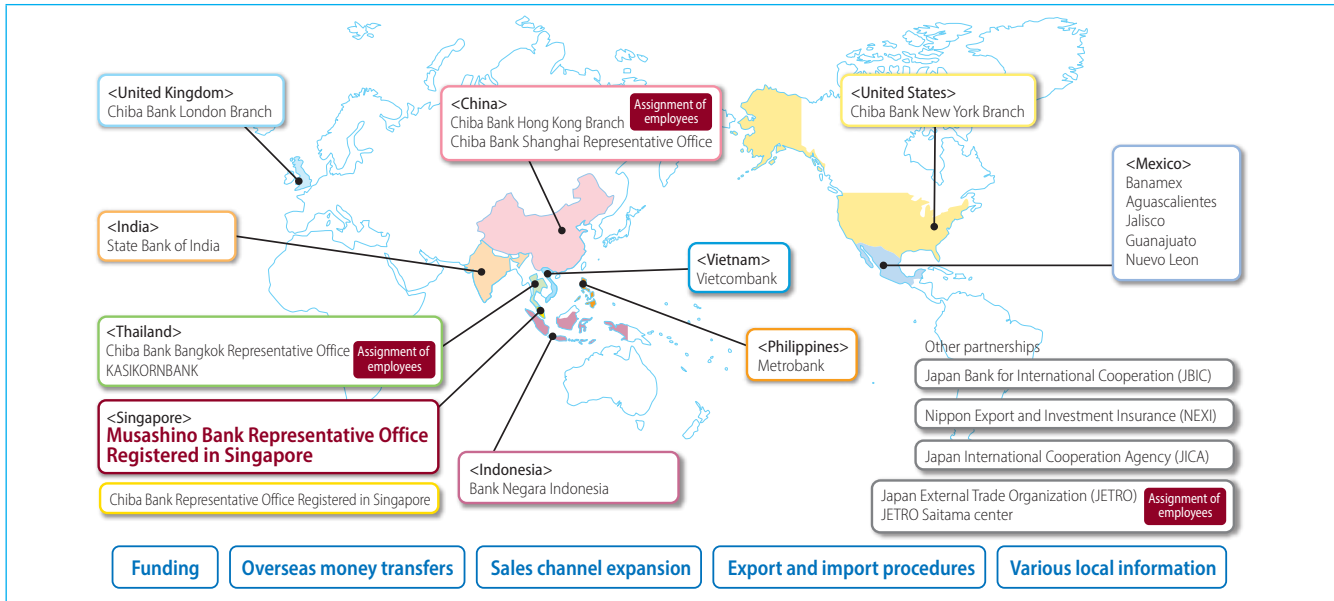 <United Kingdom>
Chiba Bank London Branch
<China>
Chiba Bank Hong Kong Branch
Chiba Bank Shanghai Representative Office
Assignment of
employees
<United States>
Chiba Bank New York Branch
<Mexico>
Banamex
Aguascalientes
Jalisco
Guanajuato
Nuevo Leon
<India>
State Bank of India
<Vietnam>
Vietcombank
<Thailand>
Chiba Bank Bangkok Representative Office
KASIKORNBANK
Assignment of
employees
<Philippines>
Metrobank
<Singapore>
Musashino Bank Representative Office
Registered in Singapore
Chiba Bank Representative Office Registered in Singapore
<Indonesia>
Bank Negara Indonesia
Other partnerships
Japan Bank for International Cooperation (JBIC)
Nippon Export and Investment Insurance (NEXI)
Japan International Cooperation Agency (JICA)
Japan External Trade Organization (JETRO)
JETRO Saitama center
Assignment of
employees
Funding
Overseas money transfers
Sales channel expansion
Export and import procedures
Various local information